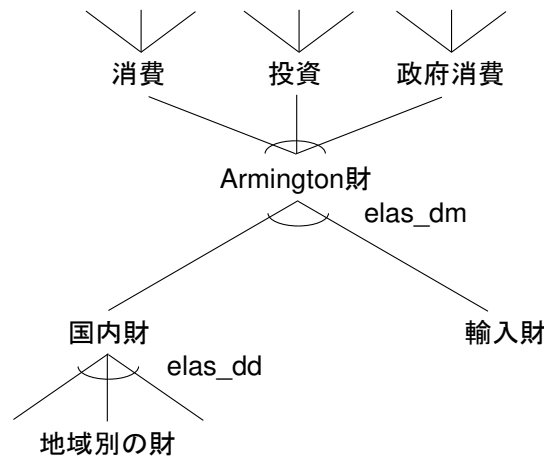 消費
投資
政府消費
Armington財
elas_dm
国内財
輸入財
elas_dd
地域別の財